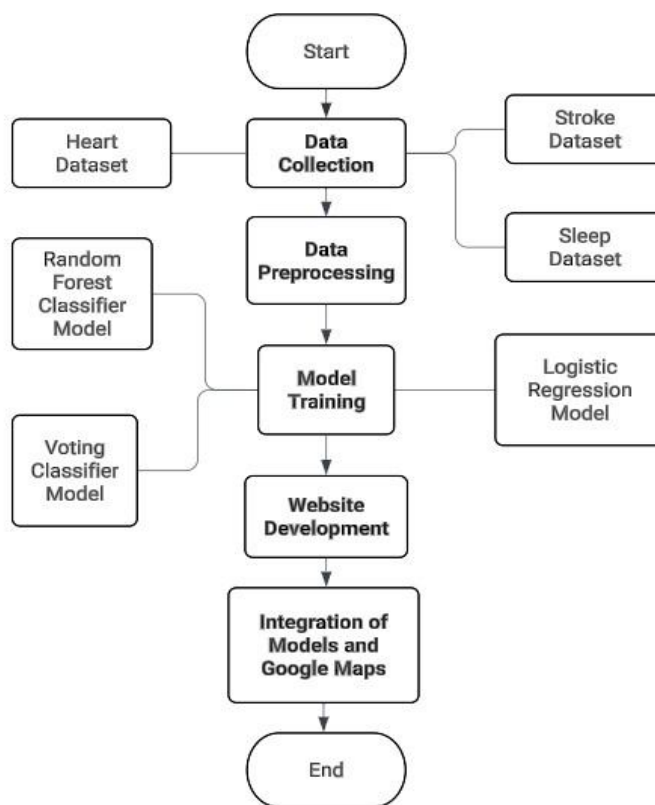 Start
Heart
Dataset
Data
Collection
Stroke
Dataset
Sleep
Dataset
Data
Preprocessing
Random
Forest
Classifier
Model
Model
Training
Logistic
Regression
Model
Voting
Classifier
Model
Website
Development
Integration of
Models and
Google Maps
End